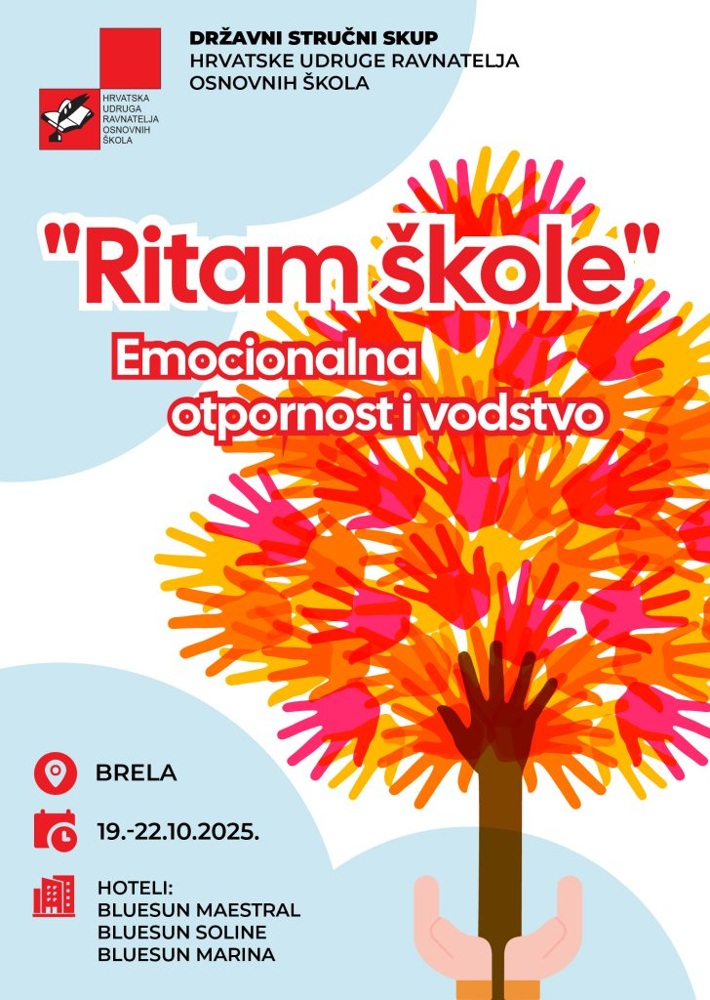 DRŽAVNI STRUČNI SKUP
HRVATSKE UDRUGE RAVNATELJA
OSNOVNIH ŠKOLA
HRVATSKA
UDRUGA
RAVNATELJA
OSNOVNIH
ŠKOLA
"Ritam škole"
Emocionalna
otpornost i vodstvo
BRELA
19.-22.10.2025.
HOTELI:
BLUESUN MAESTRAL
BLUESUN SOLINE
BLUESUN MARINA